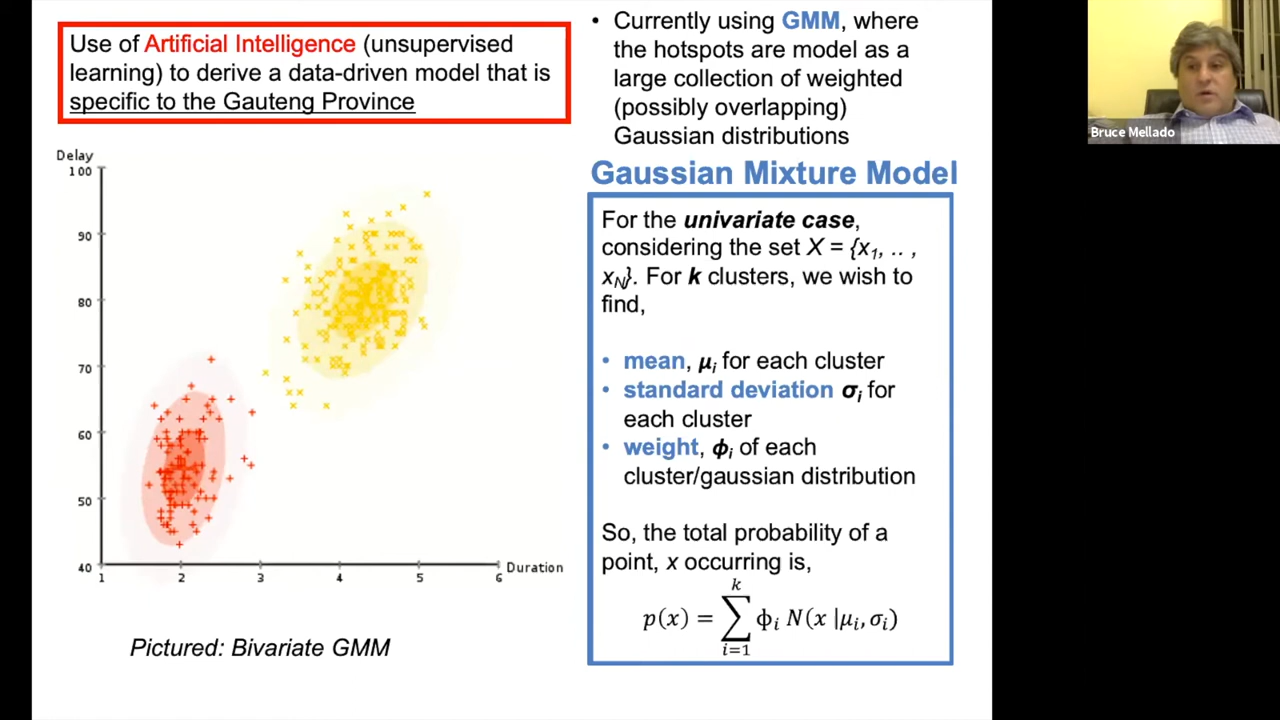 Use of Artificial Intelligence (unsupervised
learning) to derive a data-driven model that is
specific to the Gauteng Province
• Currently using GMM, where
the hotspots are model as a
large collection of weighted
(possibly overlapping)
Gaussian distributions
Bruce Mellado
Gaussian Mixture Model
Delay
100
90
80
70
60
50
40
1 2 3 4 5 6 Duration
Pictured: Bivariate GMM
For the univariate case,
considering the set X = {x₁, .. ,
x_N}. For k clusters, we wish to
find,
• mean, μᵢ for each cluster
• standard deviation σᵢ for
each cluster
• weight, ϕᵢ of each
cluster/gaussian distribution
So, the total probability of a
point, x occurring is,
p(x) = ∑_{i=1}^{k} ϕᵢ N(x |μᵢ, σᵢ)